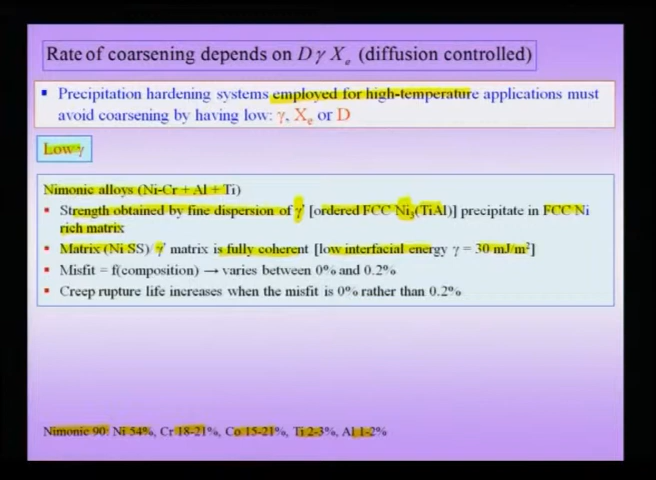 Rate of coarsening depends on D γ Xₑ (diffusion controlled)
▪ Precipitation hardening systems employed for high-temperature applications must
avoid coarsening by having low: γ, Xₑ or D
Low γ
Nimonic alloys (Ni-Cr + Al + Ti)
▪ Strength obtained by fine dispersion of γ' [ordered FCC Ni₃(TiAl)] precipitate in FCC Ni
rich matrix
▪ Matrix (Ni SS)/ γ' matrix is fully coherent [low interfacial energy γ = 30 mJ/m²]
▪ Misfit = f(composition) → varies between 0% and 0.2%
▪ Creep rupture life increases when the misfit is 0% rather than 0.2%
Nimonic 90: Ni 54%, Cr 18-21%, Co 15-21%, Ti 2-3%, Al 1-2%